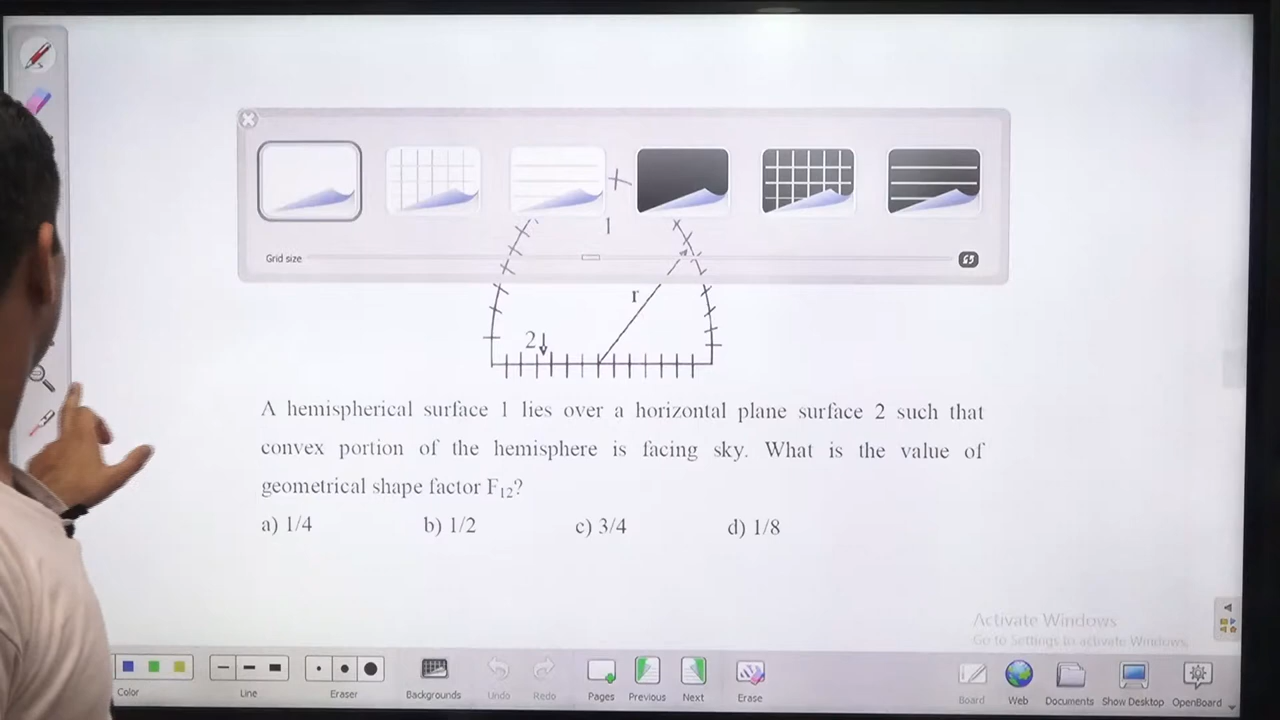 1
Grid size
r
2
A hemispherical surface 1 lies over a horizontal plane surface 2 such that
convex portion of the hemisphere is facing sky. What is the value of
geometrical shape factor F₁₂?
a) 1/4 b) 1/2 c) 3/4 d) 1/8
Activate Windows
Go to Settings to activate Windows.
Color Line Eraser Backgrounds Undo Redo Pages Previous Next Erase Board Web Documents Show Desktop OpenBoard